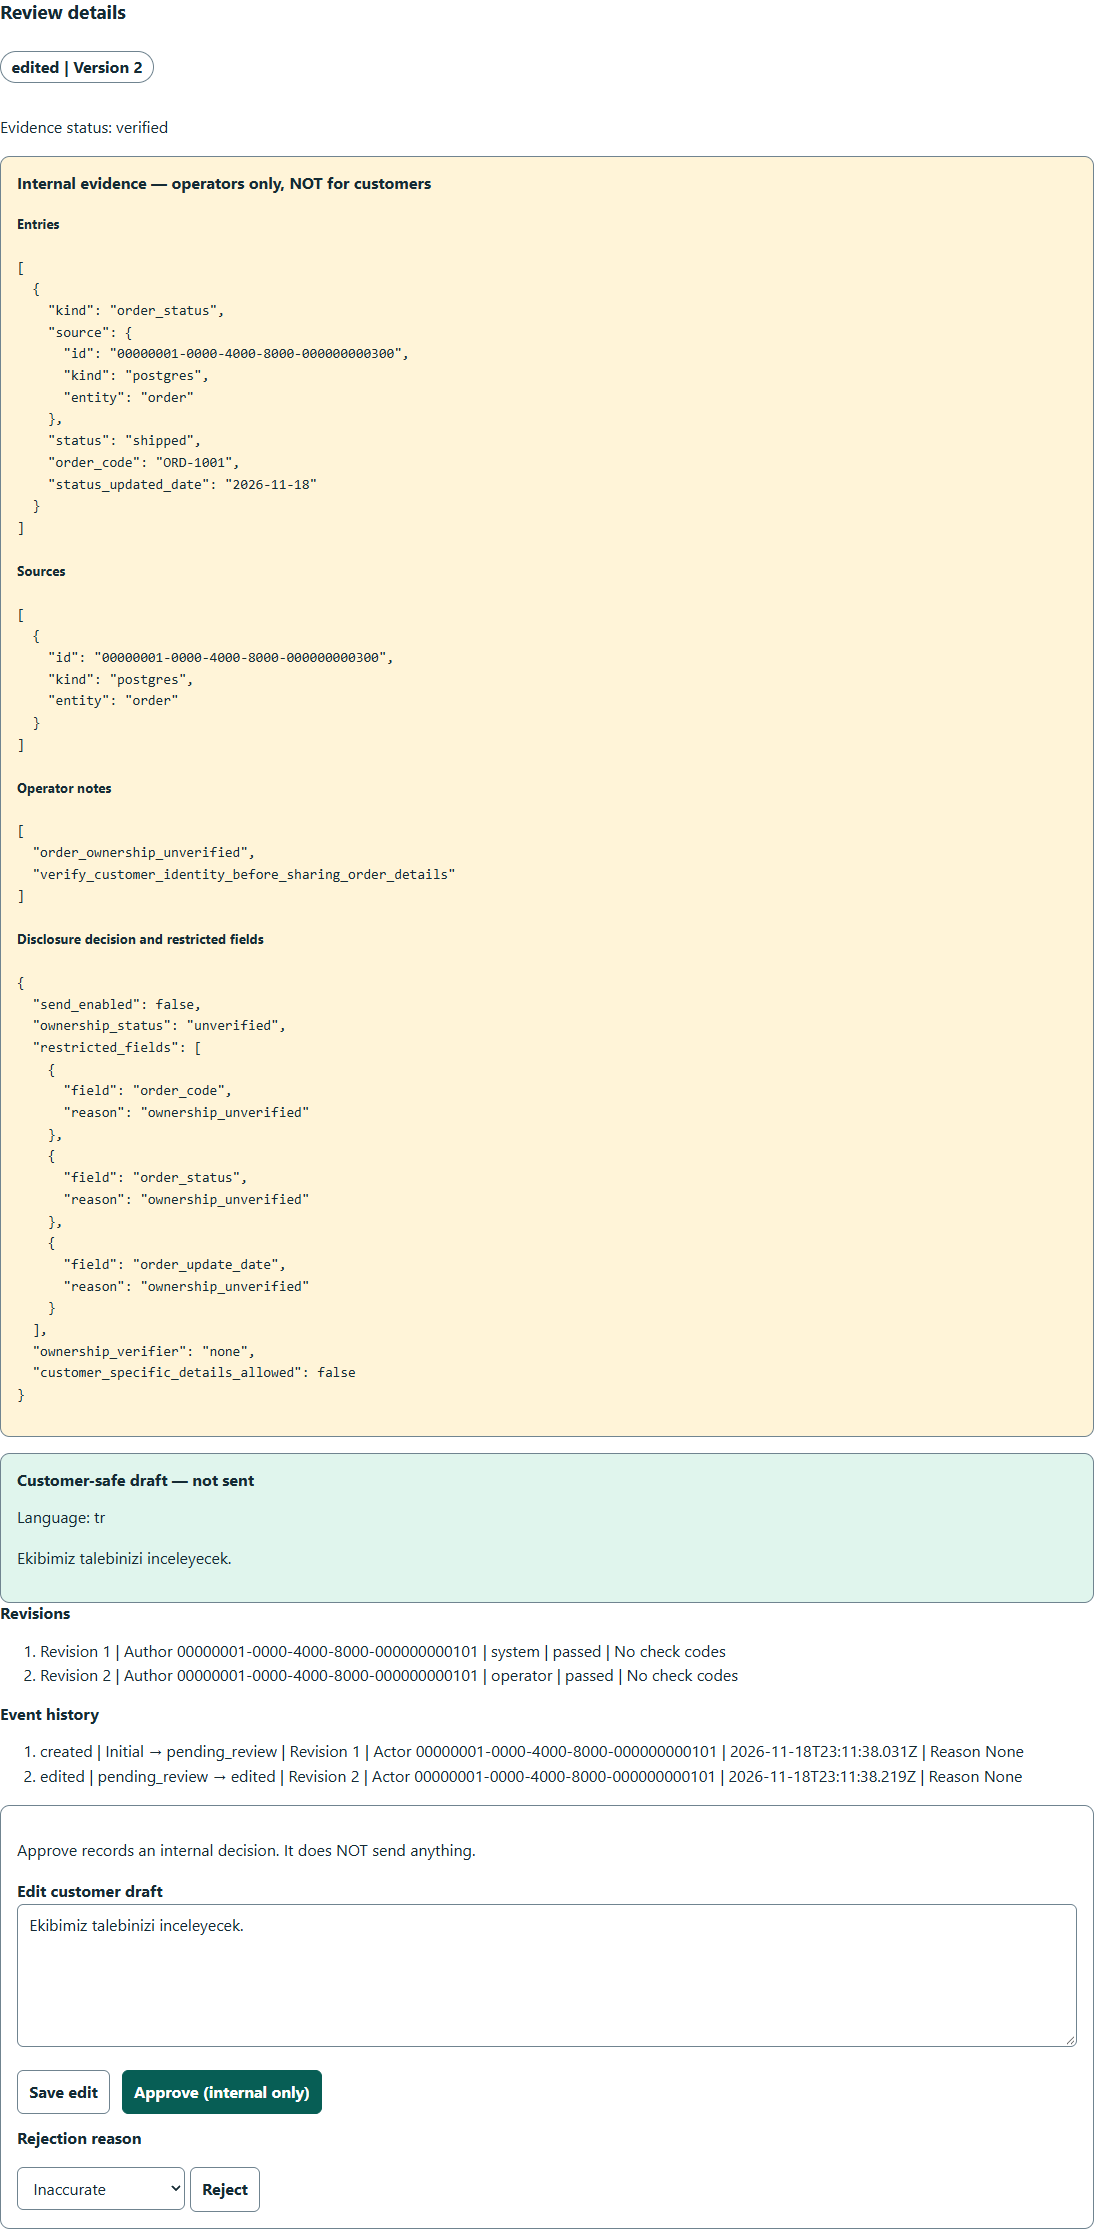 Review details
edited | Version 2
Evidence status: verified
Internal evidence — operators only, NOT for customers
Entries
[
  {
    "kind": "order_status",
    "source": {
      "id": "00000001-0000-4000-8000-000000000300",
      "kind": "postgres",
      "entity": "order"
    },
    "status": "shipped",
    "order_code": "ORD-1001",
    "status_updated_date": "2026-11-18"
  }
]
Sources
[
  {
    "id": "00000001-0000-4000-8000-000000000300",
    "kind": "postgres",
    "entity": "order"
  }
]
Operator notes
[
  "order_ownership_unverified",
  "verify_customer_identity_before_sharing_order_details"
]
Disclosure decision and restricted fields
{
  "send_enabled": false,
  "ownership_status": "unverified",
  "restricted_fields": [
    {
      "field": "order_code",
      "reason": "ownership_unverified"
    },
    {
      "field": "order_status",
      "reason": "ownership_unverified"
    },
    {
      "field": "order_update_date",
      "reason": "ownership_unverified"
    }
  ],
  "ownership_verifier": "none",
  "customer_specific_details_allowed": false
}
Customer-safe draft — not sent
Language: tr
Ekibimiz talebinizi inceleyecek.
Revisions
1. Revision 1 | Author 00000001-0000-4000-8000-000000000101 | system | passed | No check codes
2. Revision 2 | Author 00000001-0000-4000-8000-000000000101 | operator | passed | No check codes
Event history
1. created | Initial → pending_review | Revision 1 | Actor 00000001-0000-4000-8000-000000000101 | 2026-11-18T23:11:38.031Z | Reason None
2. edited | pending_review → edited | Revision 2 | Actor 00000001-0000-4000-8000-000000000101 | 2026-11-18T23:11:38.219Z | Reason None
Approve records an internal decision. It does NOT send anything.
Edit customer draft
Ekibimiz talebinizi inceleyecek.
Save edit Approve (internal only)
Rejection reason
Inaccurate Reject